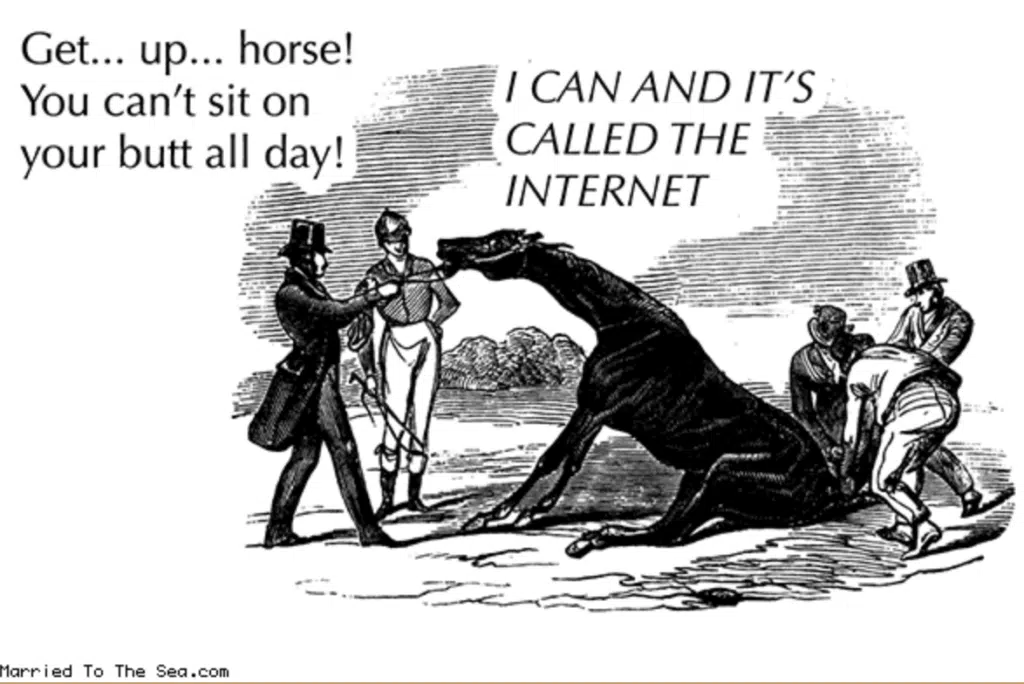 Get... up... horse!
You can't sit on
your butt all day!
I CAN AND IT'S
CALLED THE
INTERNET
Married To The Sea.com